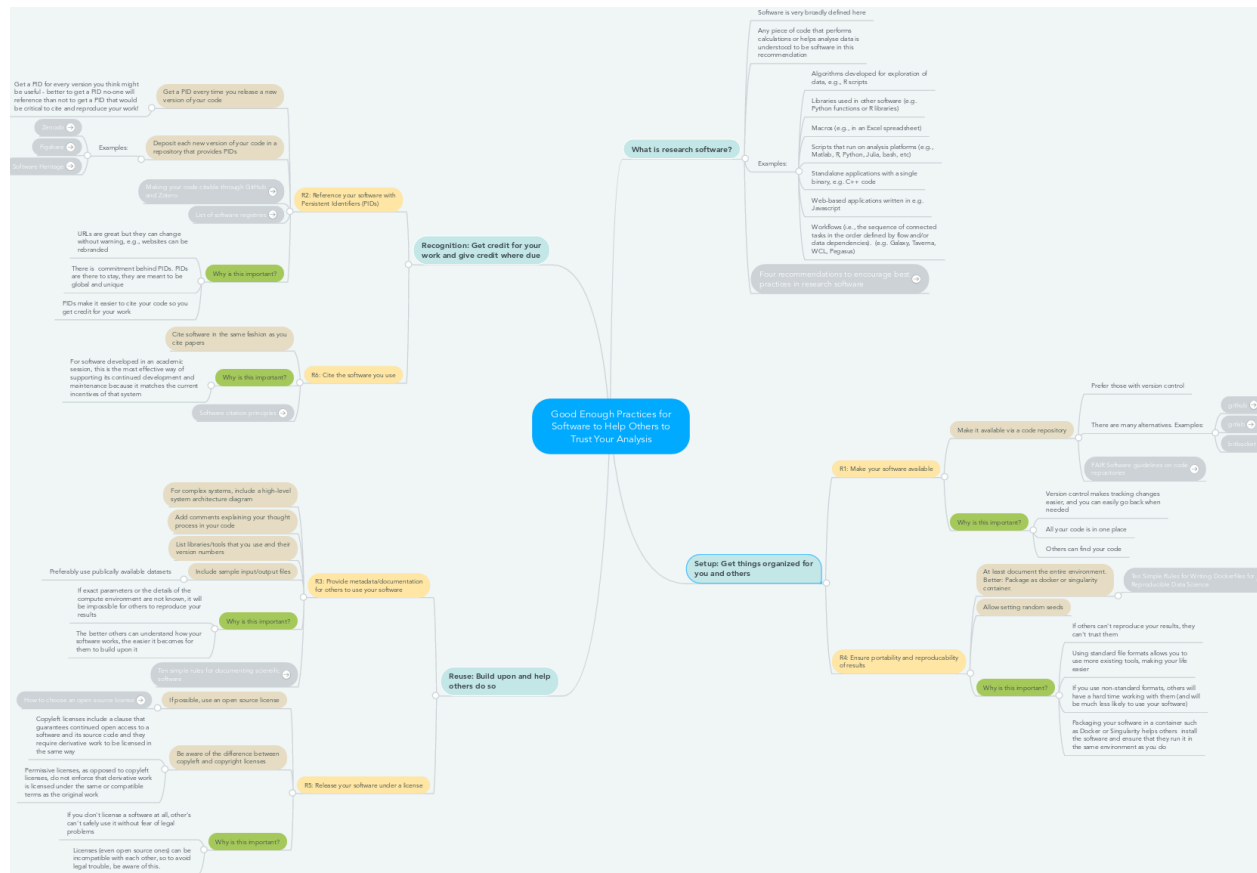 Software is very broadly defined here
Any piece of code that performs
calculations or helps analyse data is
understood to be software in this
recommendation
Algorithms developed for exploration of
data, e.g., R scripts
Libraries used in other software (e.g.
Python functions or R libraries)
Macros (e.g., in an Excel spreadsheet)
What is research software?
Examples:
Scripts that run on analysis platforms (e.g.,
Matlab, R, Python, Julia, bash, etc)
Standalone applications with a single
binary, e.g. C++ code
Web-based applications written in e.g.
Javascript
Workflows (i.e., the sequence of connected
tasks in the order defined by flow and/or
data dependencies). (e.g. Galaxy, Taverna,
WCL, Pegasus)
Four recommendations to encourage best
practices in research software
Get a PID for every version you think might
be useful - better to get a PID no-one will
reference than not to get a PID that would
be critical to cite and reproduce your work!
Get a PID every time you release a new
version of your code
Zenodo
Figshare
Software Heritage
Examples:
Deposit each new version of your code in a
repository that provides PIDs
Making your code citable through GitHub
and Zenodo
List of software registries
R2: Reference your software with
Persistent Identifiers (PIDs)
URLs are great but they can change
without warning, e.g., websites can be
rebranded
There is commitment behind PIDs. PIDs
are there to stay, they are meant to be
global and unique
PIDs make it easier to cite your code so you
get credit for your work
Why is this important?
Recognition: Get credit for your
work and give credit where due
Cite software in the same fashion as you
cite papers
For software developed in an academic
session, this is the most effective way of
supporting its continued development and
maintenance because it matches the current
incentives of that system
Why is this important?
R6: Cite the software you use
Software citation principles
Good Enough Practices for
Software to Help Others to
Trust Your Analysis
Prefer those with version control
Make it available via a code repository
There are many alternatives. Examples:
github
gitlab
bitbucket
FAIR Software guidelines on code
repositories
R1: Make your software available
Version control makes tracking changes
easier, and you can easily go back when
needed
Why is this important?
All your code is in one place
Others can find your code
Setup: Get things organized for
you and others
At least document the entire environment.
Better: Package as docker or singularity
container.
Ten Simple Rules for Writing Dockerfiles for
Reproducible Data Science
Allow setting random seeds
R4: Ensure portability and reproducability
of results
If others can't reproduce your results, they
can't trust them
Using standard file formats allows you to
use more existing tools, making your life
easier
Why is this important?
If you use non-standard formats, others will
have a hard time working with them (and will
be much less likely to use your software)
Packaging your software in a container such
as Docker or Singularity helps others install
the software and ensure that they run it in
the same environment as you do
For complex systems, include a high-level
system architecture diagram
Add comments explaining your thought
process in your code
List libraries/tools that you use and their
version numbers
Preferably use publically available datasets
Include sample input/output files
R3: Provide metadata/documentation
for others to use your software
If exact parameters or the details of the
compute environment are not known, it will
be impossible for others to reproduce your
results
Why is this important?
The better others can understand how your
software works, the easier it becomes for
them to build upon it
Ten simple rules for documenting scientific
software
Reuse: Build upon and help
others do so
How to choose an open source license
If possible, use an open source license
Copyleft licenses include a clause that
guarantees continued open access to a
software and its source code and they
require derivative work to be licensed in
the same way
Be aware of the difference between
copyleft and copyright licenses
Permissive licenses, as opposed to copyleft
licenses, do not enforce that derivative work
is licensed under the same or compatible
terms as the original work
R5: Release your software under a license
If you don't license a software at all, other's
can't safely use it without fear of legal
problems
Why is this important?
Licenses (even open source ones) can be
incompatible with each other, so to avoid
legal trouble, be aware of this.